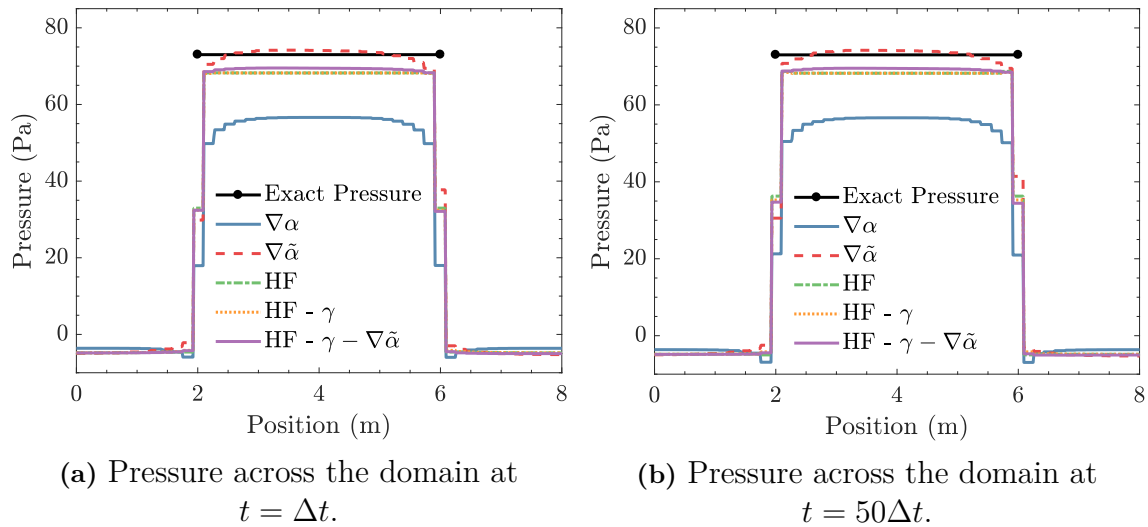 80
60
40
20
0
Pressure (Pa)
Exact Pressure
∇α
∇α̃
HF
HF - γ
HF - γ − ∇α̃
0 2 4 6 8
Position (m)
(a) Pressure across the domain at
t = Δt.
80
60
40
20
0
Pressure (Pa)
Exact Pressure
∇α
∇α̃
HF
HF - γ
HF - γ − ∇α̃
0 2 4 6 8
Position (m)
(b) Pressure across the domain at
t = 50Δt.